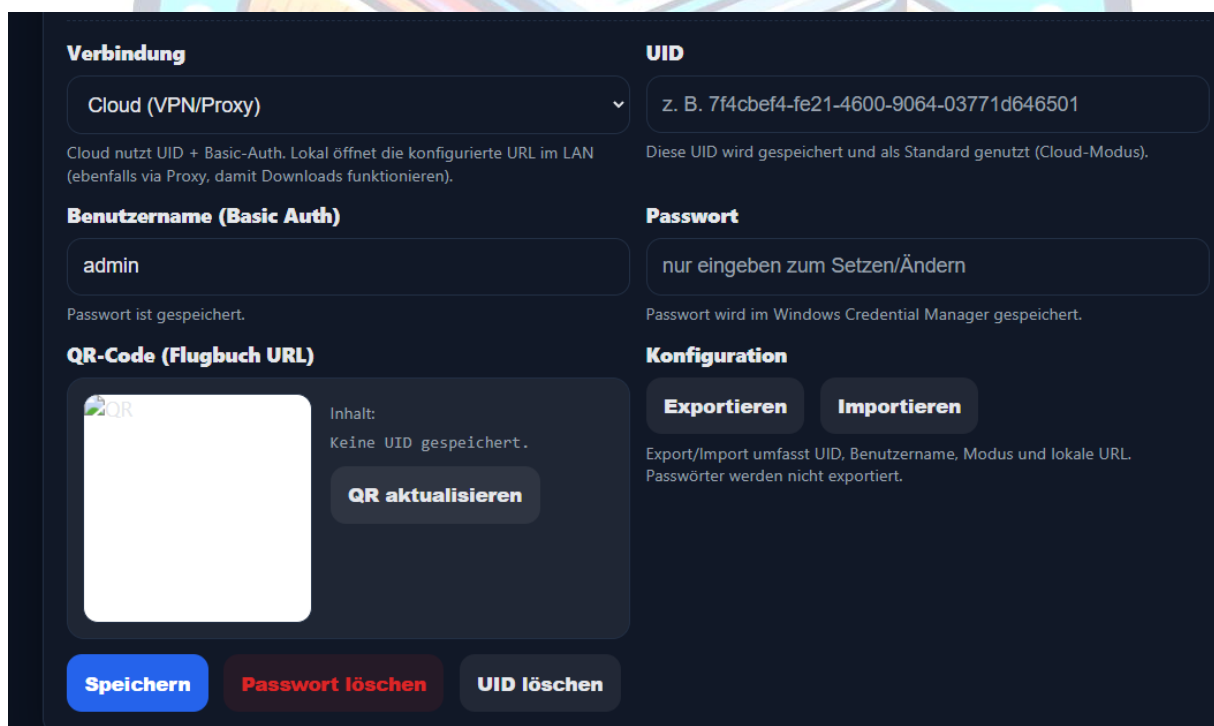 Verbindung
UID
Cloud (VPN/Proxy)
z. B. 7f4cbef4-fe21-4600-9064-03771d646501
Cloud nutzt UID + Basic-Auth. Lokal öffnet die konfigurierte URL im LAN
(ebenfalls via Proxy, damit Downloads funktionieren).
Diese UID wird gespeichert und als Standard genutzt (Cloud-Modus).
Benutzername (Basic Auth)
Passwort
admin
nur eingeben zum Setzen/Ändern
Passwort ist gespeichert.
Passwort wird im Windows Credential Manager gespeichert.
QR-Code (Flugbuch URL)
Konfiguration
QR
Inhalt:
Keine UID gespeichert.
QR aktualisieren
Exportieren
Importieren
Export/Import umfasst UID, Benutzername, Modus und lokale URL.
Passwörter werden nicht exportiert.
Speichern
Passwort löschen
UID löschen